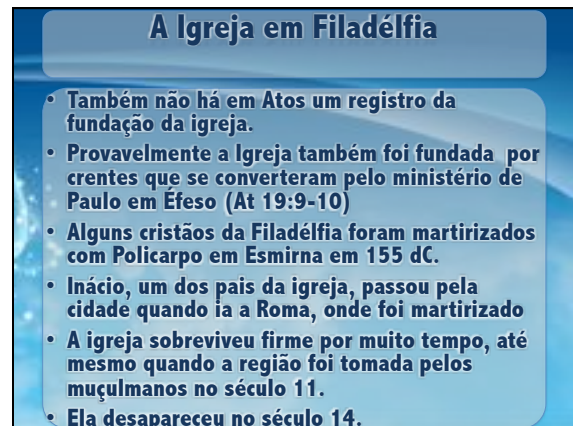 A Igreja em Filadélfia
• Também não há em Atos um registro da
fundação da igreja.
• Provavelmente a Igreja também foi fundada por
crentes que se converteram pelo ministério de
Paulo em Éfeso (At 19:9-10)
• Alguns cristãos da Filadélfia foram martirizados
com Policarpo em Esmirna em 155 dC.
• Inácio, um dos pais da igreja, passou pela
cidade quando ia a Roma, onde foi martirizado
• A igreja sobreviveu firme por muito tempo, até
mesmo quando a região foi tomada pelos
muçulmanos no século 11.
• Ela desapareceu no século 14.